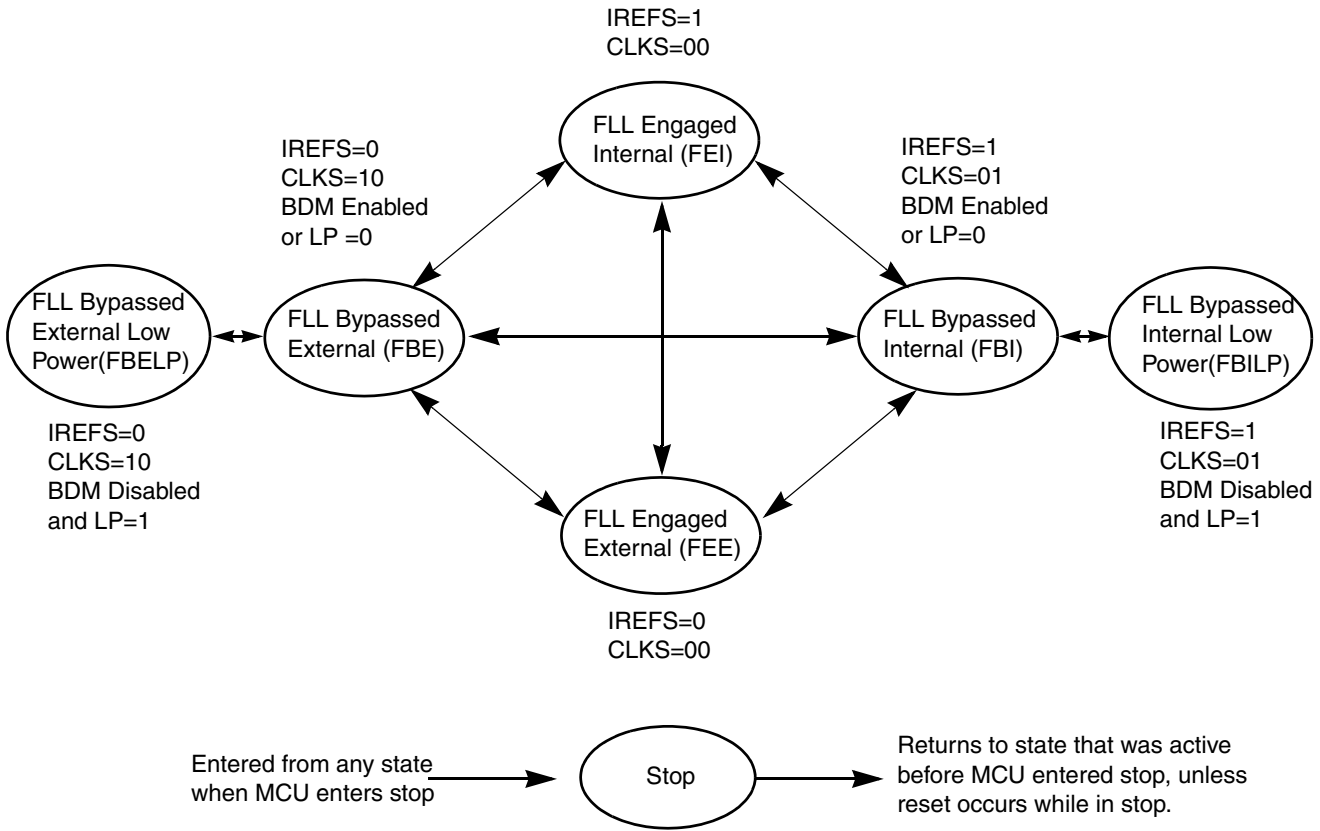 IREFS=1
CLKS=00
FLL Engaged
Internal (FEI)
IREFS=0
CLKS=10
BDM Enabled
or LP =0
IREFS=1
CLKS=01
BDM Enabled
or LP=0
FLL Bypassed
External Low
Power(FBELP)
FLL Bypassed
External (FBE)
FLL Bypassed
Internal (FBI)
FLL Bypassed
Internal Low
Power(FBILP)
IREFS=0
CLKS=10
BDM Disabled
and LP=1
IREFS=1
CLKS=01
BDM Disabled
and LP=1
FLL Engaged
External (FEE)
IREFS=0
CLKS=00
Entered from any state
when MCU enters stop
Stop
Returns to state that was active
before MCU entered stop, unless
reset occurs while in stop.